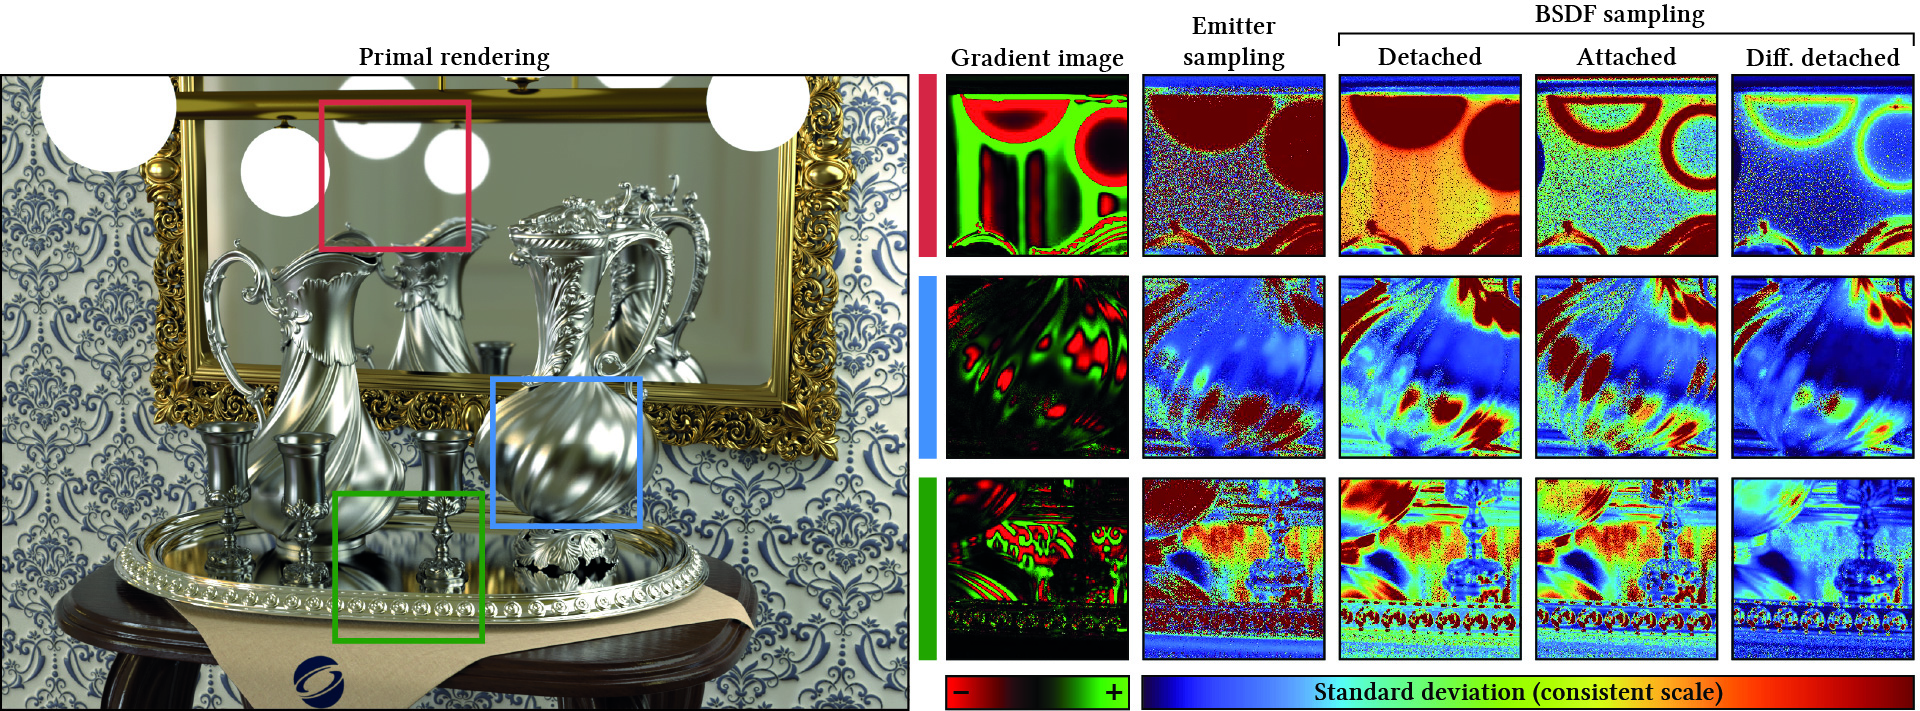 Primal rendering
Gradient image
Emitter
sampling
BSDF sampling
Detached
Attached
Diff. detached
− +
Standard deviation (consistent scale)